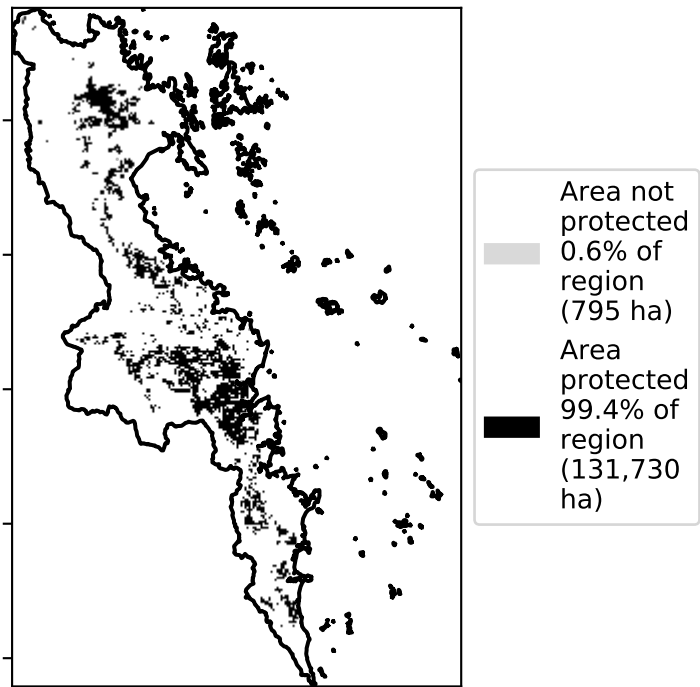 Area not
protected
0.6% of
region
(795 ha)
Area
protected
99.4% of
region
(131,730
ha)